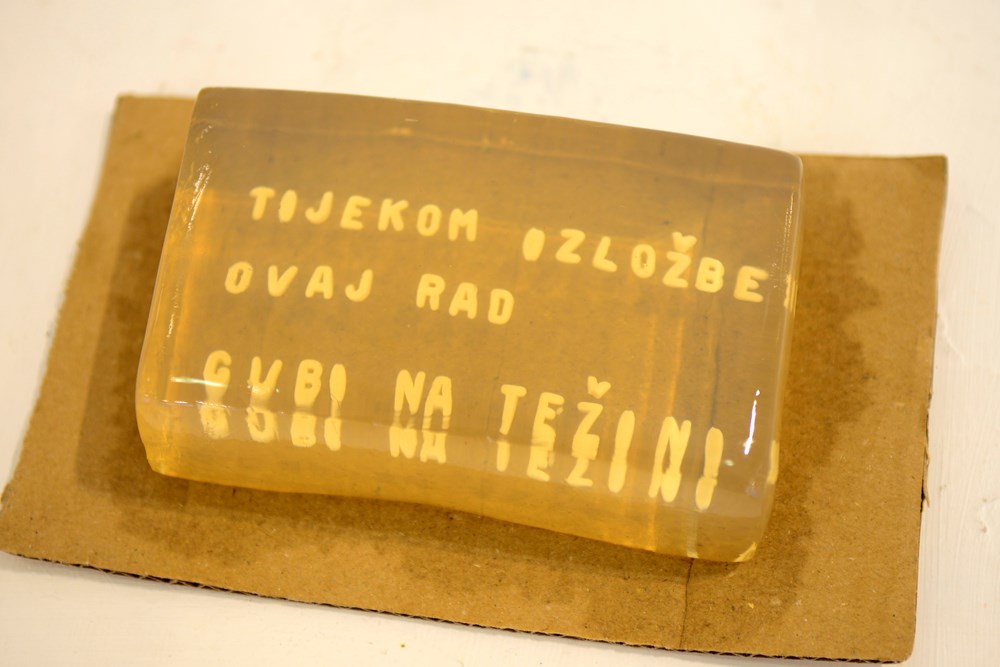 TIJEKOM IZLOŽBE
OVAJ RAD
GUBI NA TEŽINI